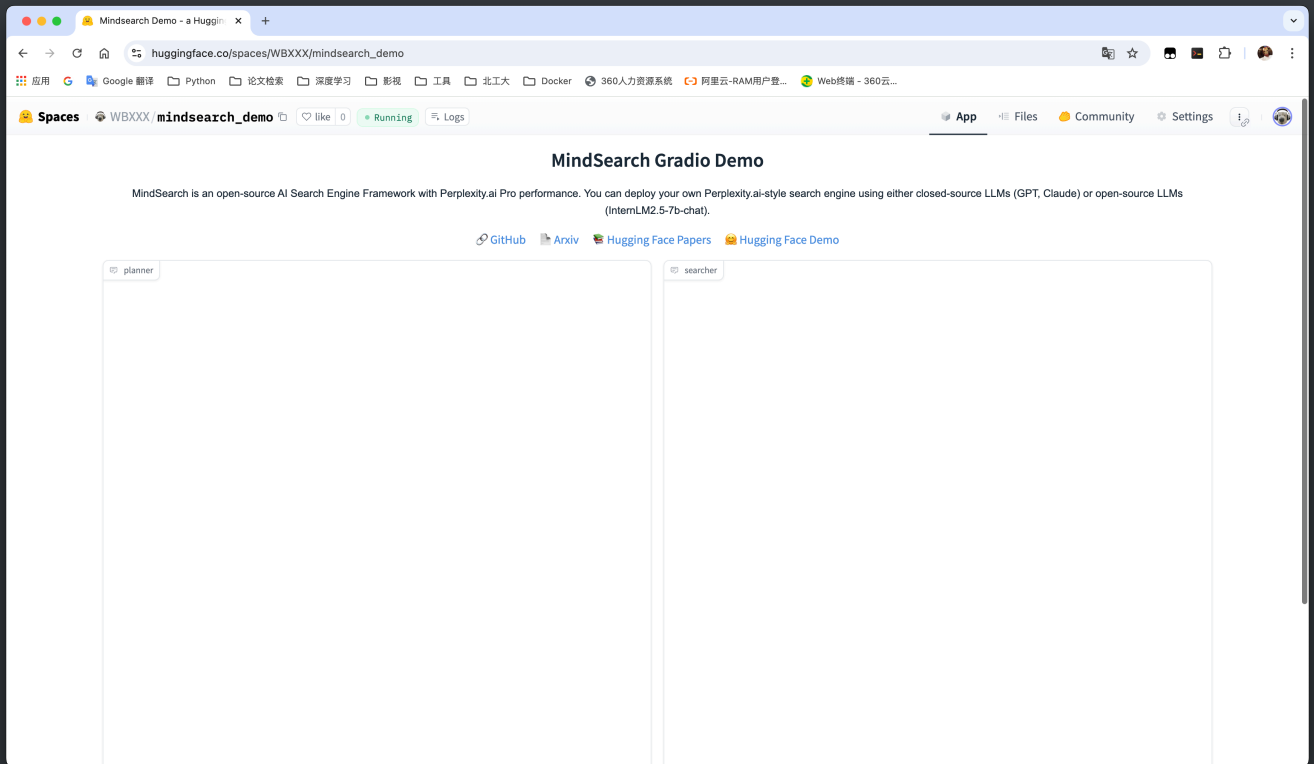 Mindsearch Demo - a Huggin
huggingface.co/spaces/WBXXX/mindsearch_demo
应用 Google 翻译 Python 论文检索 深度学习 影视 工具 北工大 Docker 360人力资源系统 阿里云-RAM用户登... Web终端 - 360云...
Spaces WBXXX/mindsearch_demo like 0 Running Logs App Files Community Settings
MindSearch Gradio Demo
MindSearch is an open-source AI Search Engine Framework with Perplexity.ai Pro performance. You can deploy your own Perplexity.ai-style search engine using either closed-source LLMs (GPT, Claude) or open-source LLMs
(InternLM2.5-7b-chat).
GitHub Arxiv Hugging Face Papers Hugging Face Demo
planner searcher